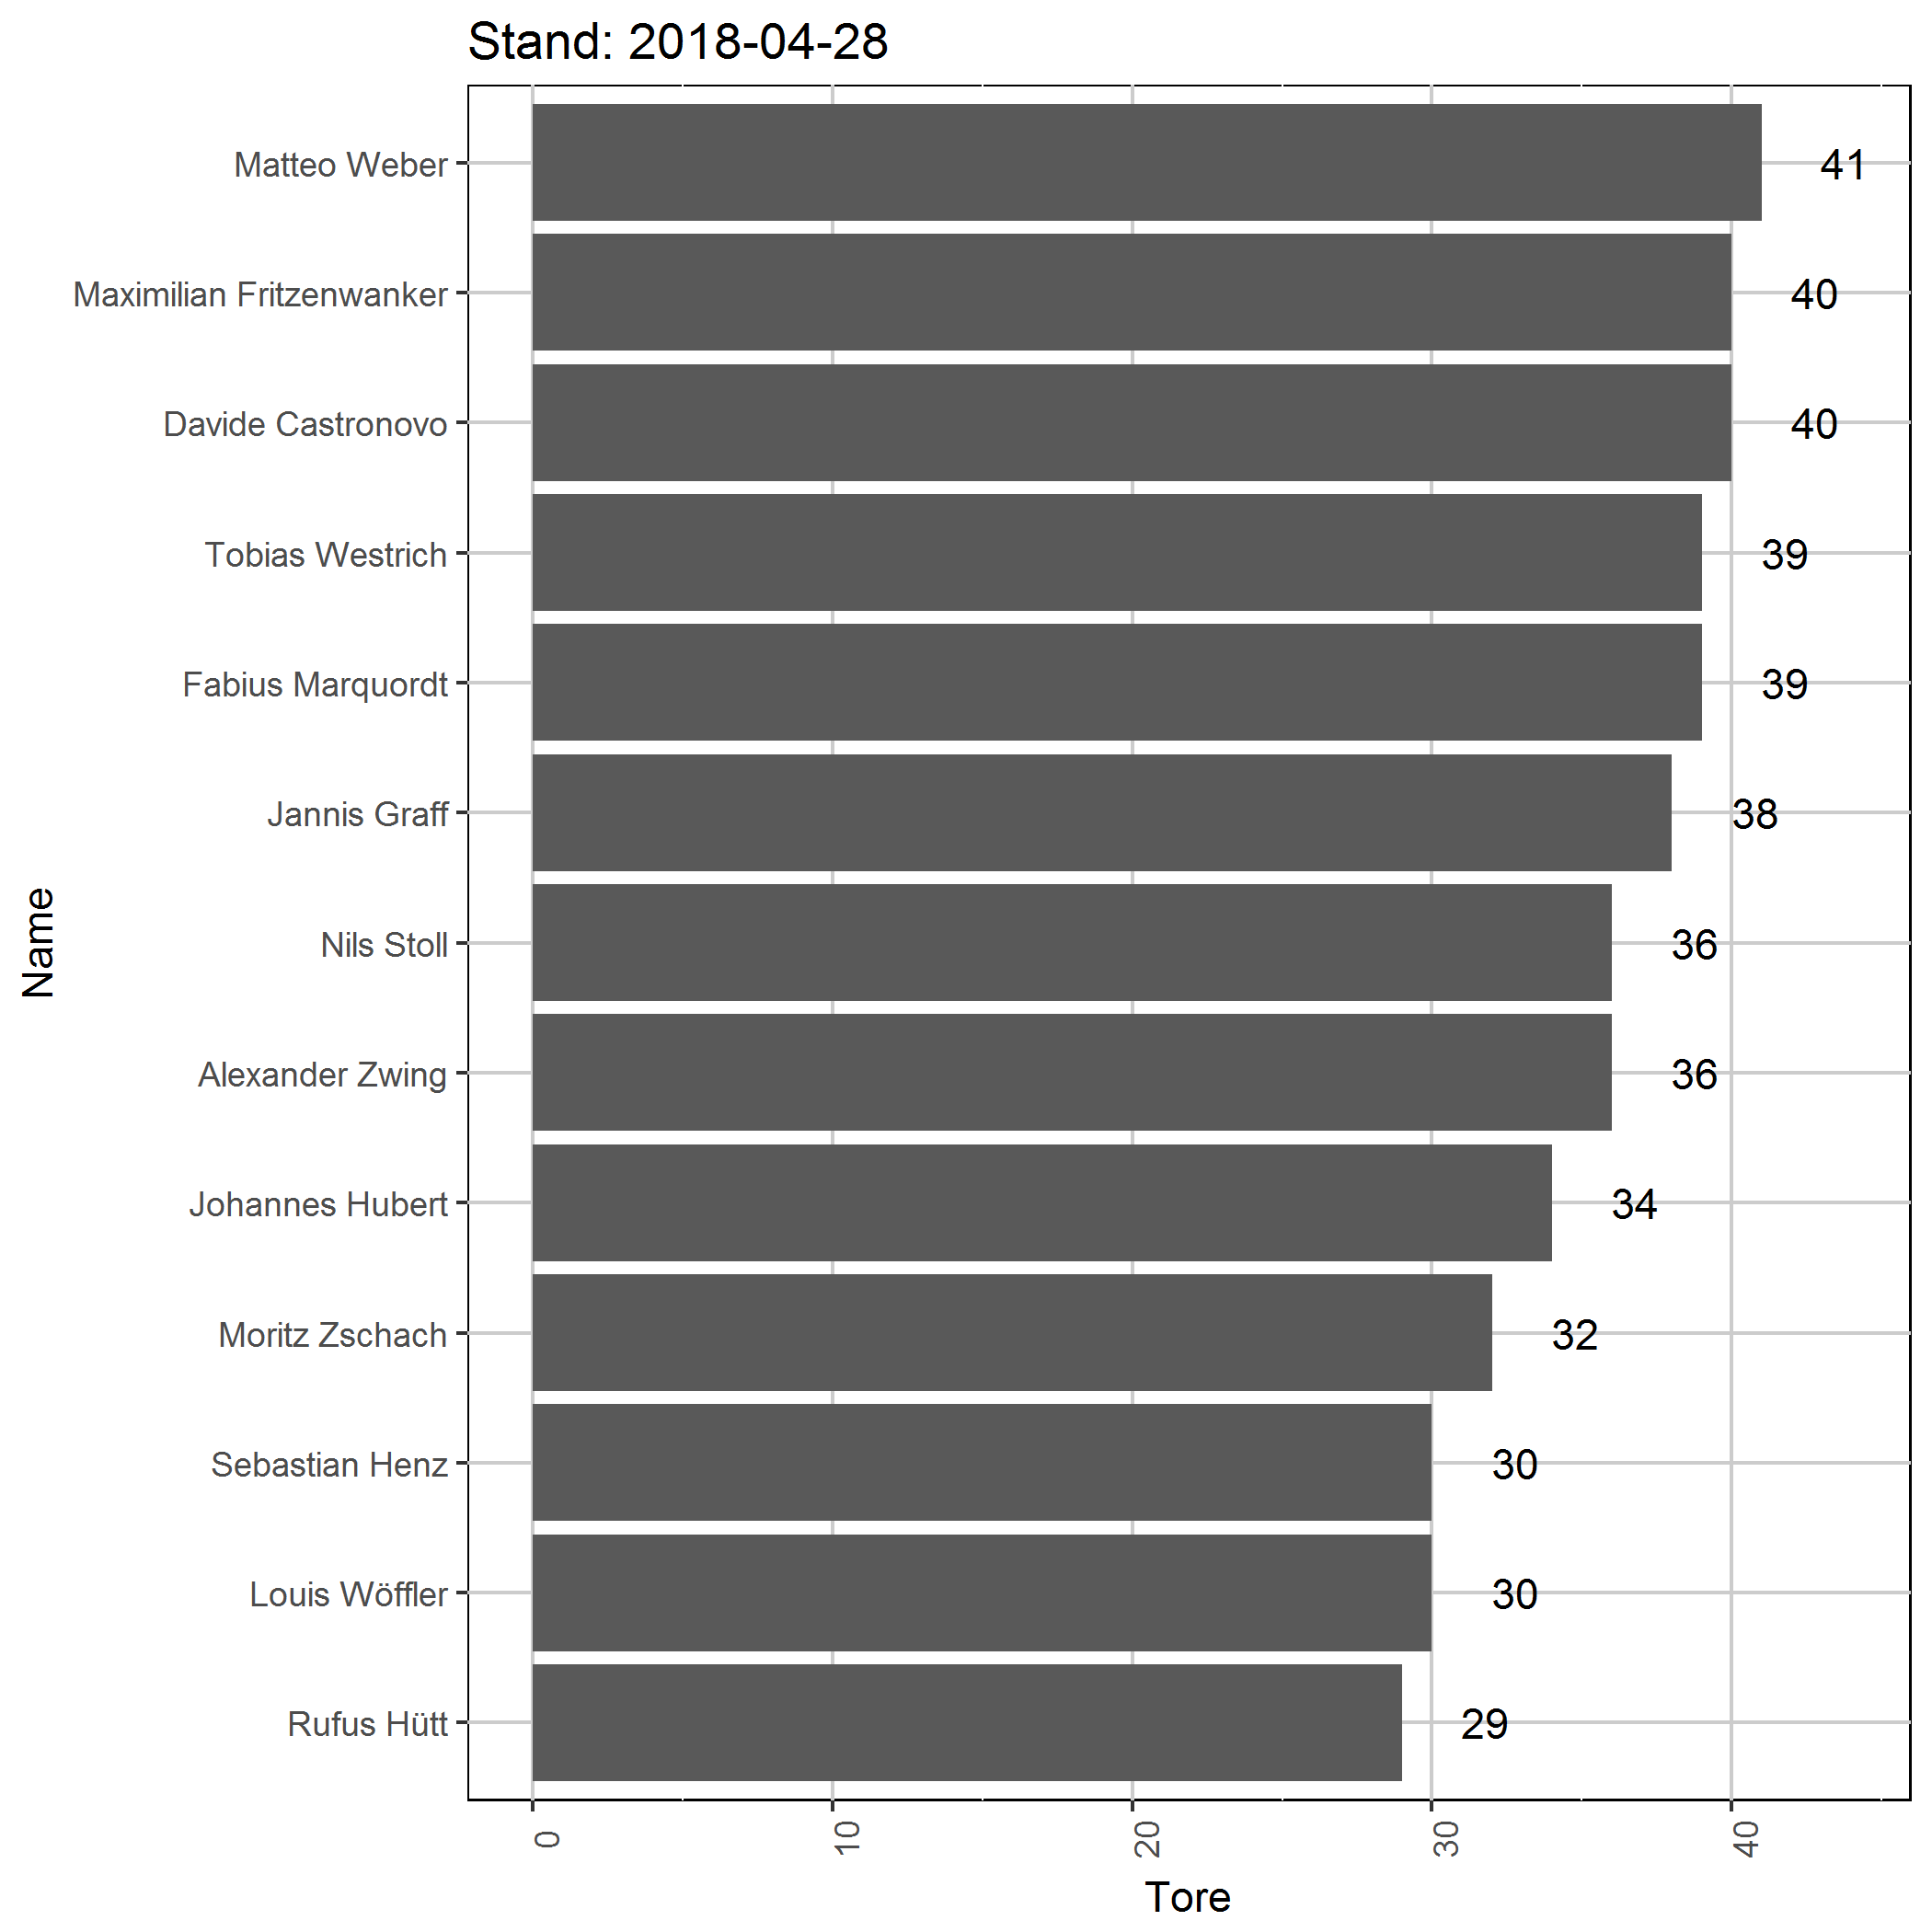 Stand: 2018-04-28
Matteo Weber 41
Maximilian Fritzenwanker 40
Davide Castronovo 40
Tobias Westrich 39
Fabius Marquordt 39
Jannis Graff 38
Nils Stoll 36
Alexander Zwing 36
Johannes Hubert 34
Moritz Zschach 32
Sebastian Henz 30
Louis Wöffler 30
Rufus Hütt 29
Name
0 10 20 30 40
Tore